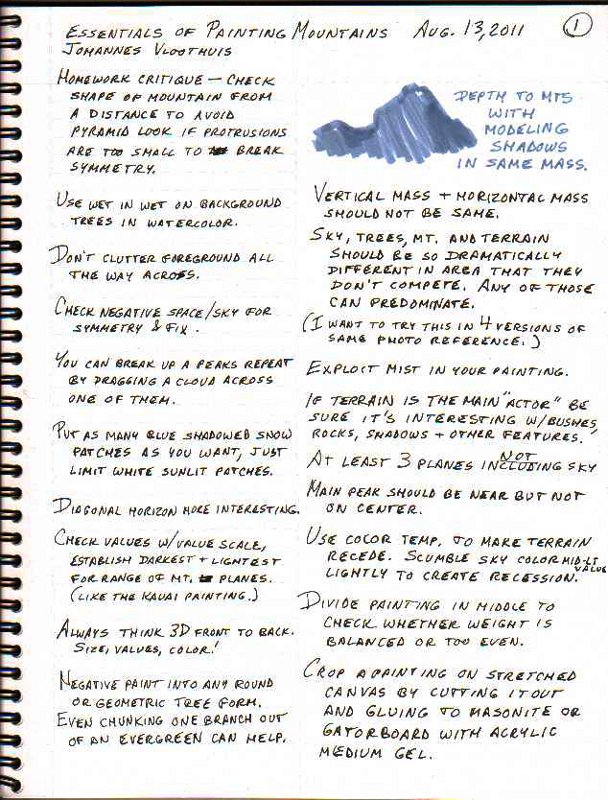 ESSENTIALS OF PAINTING MOUNTAINS AUG. 13, 2011 1
JOHANNES VLOOTHUIS
HOMEWORK CRITIQUE — CHECK
SHAPE OF MOUNTAIN FROM
A DISTANCE TO AVOID
PYRAMID LOOK IF PROTRUSIONS
ARE TOO SMALL TO BREAK
SYMMETRY.
USE WET IN WET ON BACKGROUND
TREES IN WATERCOLOR.
DON'T CLUTTER FOREGROUND ALL
THE WAY ACROSS.
CHECK NEGATIVE SPACE/SKY FOR
SYMMETRY & FIX.
YOU CAN BREAK UP A PEAKS REPEAT
BY DRAGGING A CLOUD ACROSS
ONE OF THEM.
PUT AS MANY BLUE SHADOWED SNOW
PATCHES AS YOU WANT, JUST
LIMIT WHITE SUNLIT PATCHES.
DIAGONAL HORIZON MORE INTERESTING.
CHECK VALUES W/VALUE SCALE,
ESTABLISH DARKEST + LIGHTEST
FOR RANGE OF MT. PLANES.
(LIKE THE KAUAI PAINTING.)
ALWAYS THINK 3D FRONT TO BACK.
SIZE, VALUES, COLOR!
NEGATIVE PAINT INTO ANY ROUND
OR GEOMETRIC TREE FORM.
EVEN CHUNKING ONE BRANCH OUT
OF AN EVERGREEN CAN HELP.
DEPTH TO MTS
WITH
MODELING
SHADOWS
IN SAME MASS.
VERTICAL MASS + HORIZONTAL MASS
SHOULD NOT BE SAME.
SKY, TREES, MT. AND TERRAIN
SHOULD BE SO DRAMATICALLY
DIFFERENT IN AREA THAT THEY
DON'T COMPETE. ANY OF THOSE
CAN PREDOMINATE.
(I WANT TO TRY THIS IN 4 VERSIONS OF
SAME PHOTO REFERENCE.)
EXPLOIT MIST IN YOUR PAINTING.
IF TERRAIN IS THE MAIN "ACTOR" BE
SURE IT'S INTERESTING W/BUSHES,
ROCKS, SHADOWS + OTHER FEATURES.
AT LEAST 3 PLANES NOT INCLUDING SKY
MAIN PEAK SHOULD BE NEAR BUT NOT
ON CENTER.
USE COLOR TEMP. TO MAKE TERRAIN
RECEDE. SCUMBLE SKY COLOR MID-LT VALUE
LIGHTLY TO CREATE RECESSION.
DIVIDE PAINTING IN MIDDLE TO
CHECK WHETHER WEIGHT IS
BALANCED OR TOO EVEN.
CROP A PAINTING ON STRETCHED
CANVAS BY CUTTING IT OUT
AND GLUING TO MASONITE OR
GATORBOARD WITH ACRYLIC
MEDIUM GEL.